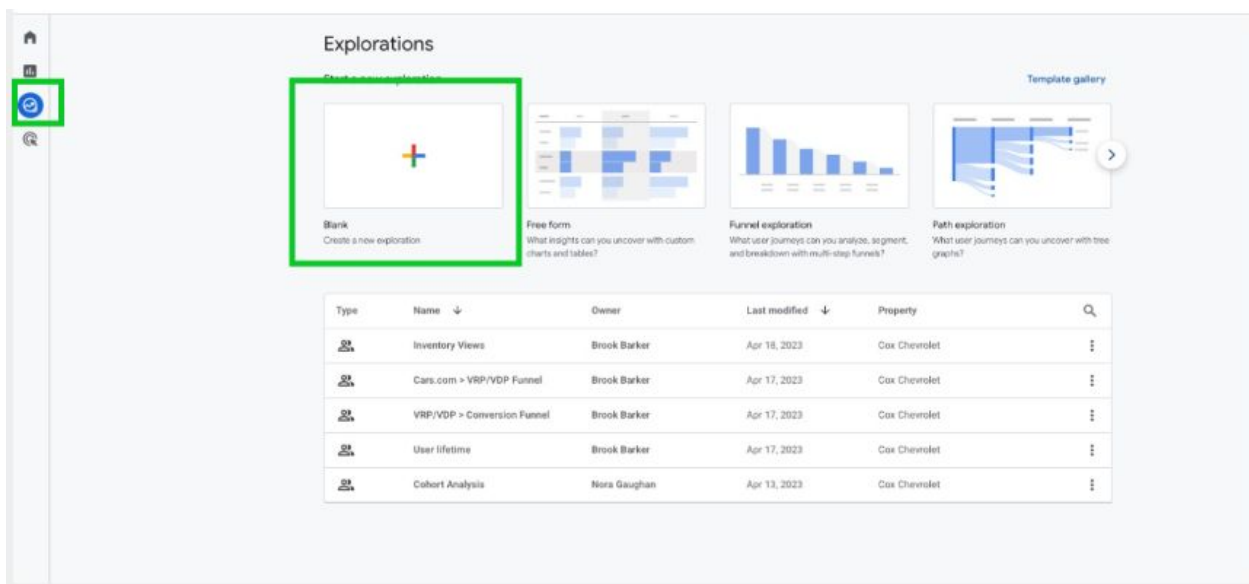 Explorations
Start a new exploration
Template gallery
Blank
Create a new exploration
Free form
What insights can you uncover with custom
charts and tables?
Funnel exploration
What user journeys can you analyze, segment,
and breakdown with multi-step funnels?
Path exploration
What user journeys can you uncover with tree
graphs?
Type Name Owner Last modified Property
Inventory Views Brook Barker Apr 18, 2023 Cox Chevrolet
Cars.com > VRP/VDP Funnel Brook Barker Apr 17, 2023 Cox Chevrolet
VRP/VDP > Conversion Funnel Brook Barker Apr 17, 2023 Cox Chevrolet
User lifetime Brook Barker Apr 17, 2023 Cox Chevrolet
Cohort Analysis Nora Gaughan Apr 13, 2023 Cox Chevrolet